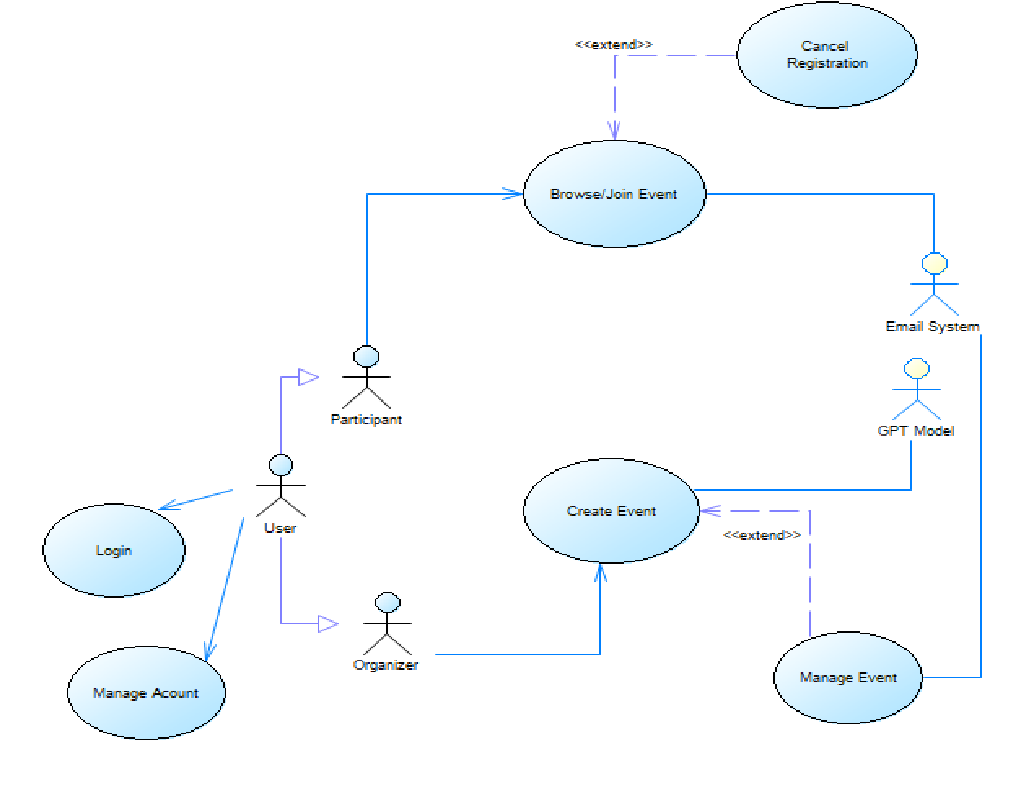 <<extend>>
Cancel
Registration
Browse/Join Event
Email System
GPT Model
Participant
User
Login
Create Event
<<extend>>
Organizer
Manage Acount
Manage Event